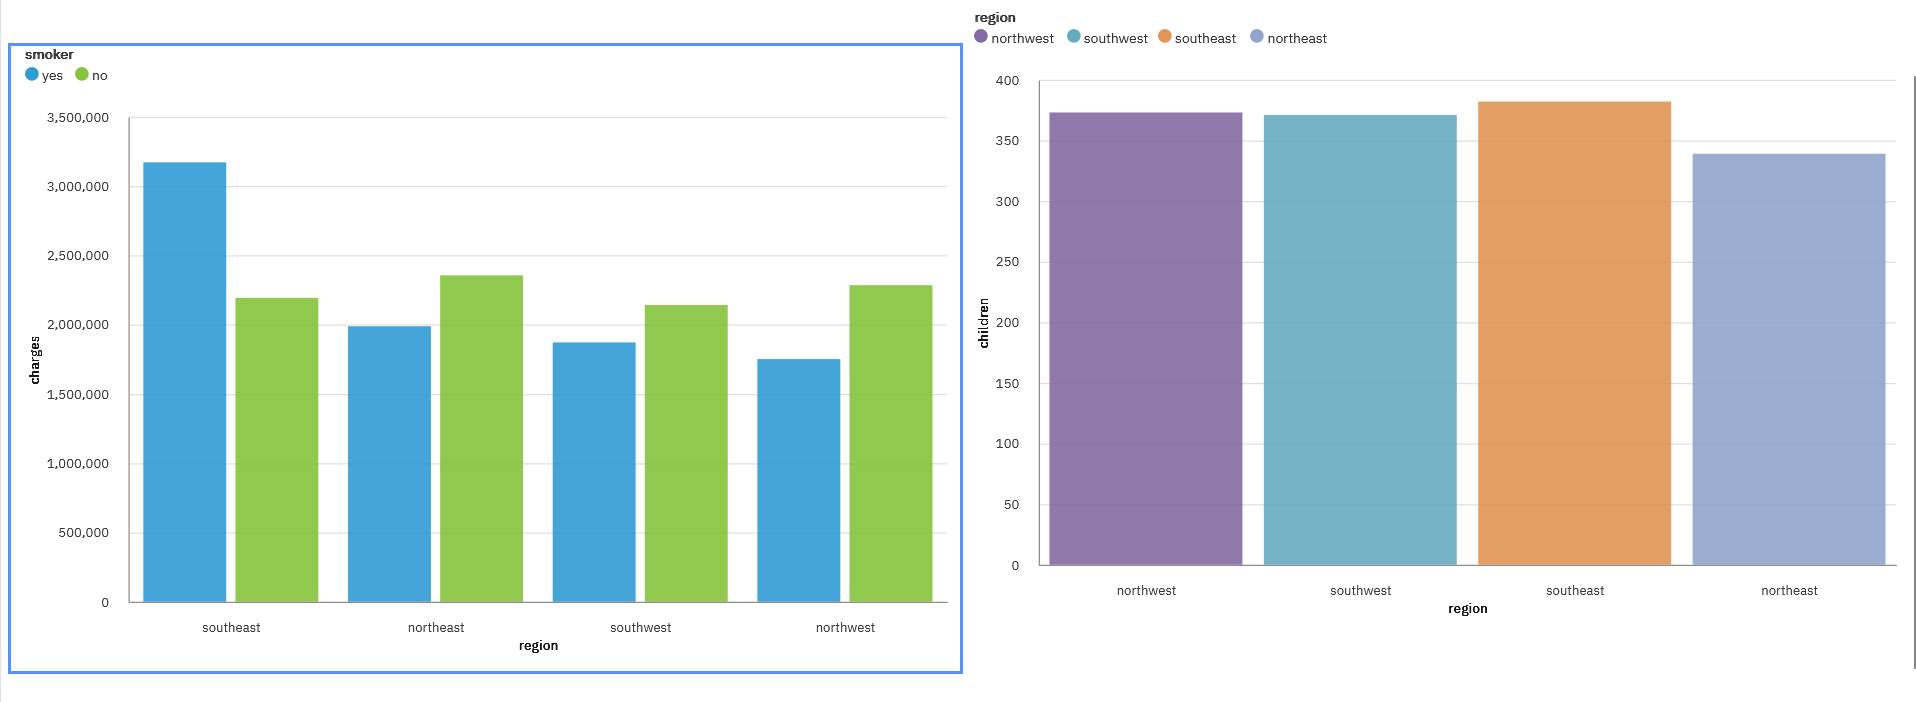 smoker
yes no
3,500,000
3,000,000
2,500,000
2,000,000
1,500,000
1,000,000
500,000
0
charges
southeast northeast southwest northwest
region
region
northwest southwest southeast northeast
400
350
300
250
200
150
100
50
0
children
northwest southwest southeast northeast
region